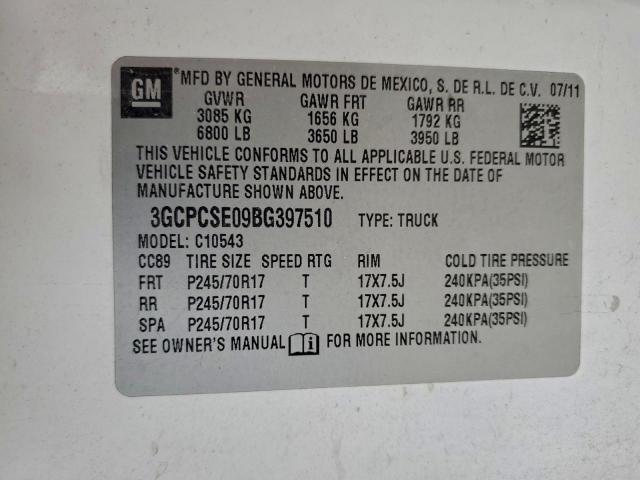 GM *MFD BY GENERAL MOTORS DE MEXICO, S. DE R.L. DE C.V. 07/11
GVWR GAWR FRT GAWR RR
3085 KG 1656 KG 1792 KG
6800 LB 3650 LB 3950 LB
THIS VEHICLE CONFORMS TO ALL APPLICABLE U.S. FEDERAL MOTOR
VEHICLE SAFETY STANDARDS IN EFFECT ON THE DATE OF
MANUFACTURE SHOWN ABOVE.
3GCPCSE09BG397510 TYPE: TRUCK
MODEL: C10543
CC89 TIRE SIZE SPEED RTG RIM COLD TIRE PRESSURE
FRT P245/70R17 T 17X7.5J 240KPA(35PSI)
RR P245/70R17 T 17X7.5J 240KPA(35PSI)
SPA P245/70R17 T 17X7.5J 240KPA(35PSI)
SEE OWNER'S MANUAL i FOR MORE INFORMATION.